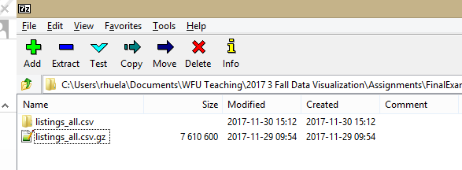 File Edit View Favorites Tools Help
Add Extract Test Copy Move Delete Info
C:\Users\rhuela\Documents\WFU Teaching\2017 3 Fall Data Visualization\Assignments\FinalExa
Name Size Modified Created Comment
listings_all.csv 2017-11-30 15:12 2017-11-30 15:12
listings_all.csv.gz 7 610 600 2017-11-29 09:54 2017-11-29 09:54